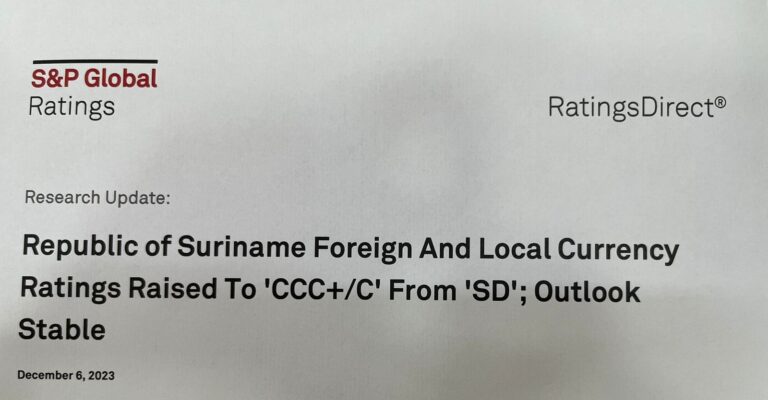 S&P Global
Ratings
RatingsDirect®
Research Update:
Republic of Suriname Foreign And Local Currency
Ratings Raised To 'CCC+/C' From 'SD'; Outlook
Stable
December 6, 2023